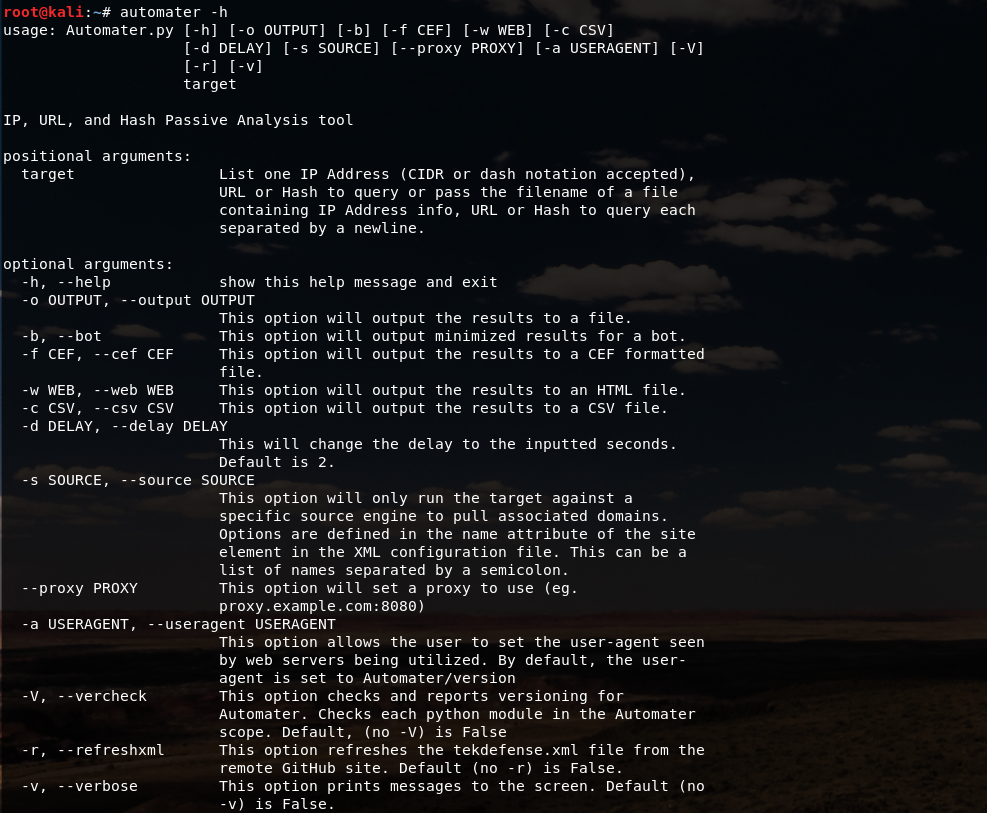 root@kali:~# automater -h
usage: Automater.py [-h] [-o OUTPUT] [-b] [-f CEF] [-w WEB] [-c CSV]
                    [-d DELAY] [-s SOURCE] [--proxy PROXY] [-a USERAGENT] [-V]
                    [-r] [-v]
                    target

IP, URL, and Hash Passive Analysis tool

positional arguments:
  target                List one IP Address (CIDR or dash notation accepted),
                        URL or Hash to query or pass the filename of a file
                        containing IP Address info, URL or Hash to query each
                        separated by a newline.

optional arguments:
  -h, --help            show this help message and exit
  -o OUTPUT, --output OUTPUT
                        This option will output the results to a file.
  -b, --bot             This option will output minimized results for a bot.
  -f CEF, --cef CEF     This option will output the results to a CEF formatted
                        file.
  -w WEB, --web WEB     This option will output the results to an HTML file.
  -c CSV, --csv CSV     This option will output the results to a CSV file.
  -d DELAY, --delay DELAY
                        This will change the delay to the inputted seconds.
                        Default is 2.
  -s SOURCE, --source SOURCE
                        This option will only run the target against a
                        specific source engine to pull associated domains.
                        Options are defined in the name attribute of the site
                        element in the XML configuration file. This can be a
                        list of names separated by a semicolon.
  --proxy PROXY         This option will set a proxy to use (eg.
                        proxy.example.com:8080)
  -a USERAGENT, --useragent USERAGENT
                        This option allows the user to set the user-agent seen
                        by web servers being utilized. By default, the user-
                        agent is set to Automater/version
  -V, --vercheck        This option checks and reports versioning for
                        Automater. Checks each python module in the Automater
                        scope. Default, (no -V) is False
  -r, --refreshxml      This option refreshes the tekdefense.xml file from the
                        remote GitHub site. Default (no -r) is False.
  -v, --verbose         This option prints messages to the screen. Default (no
                        -v) is False.